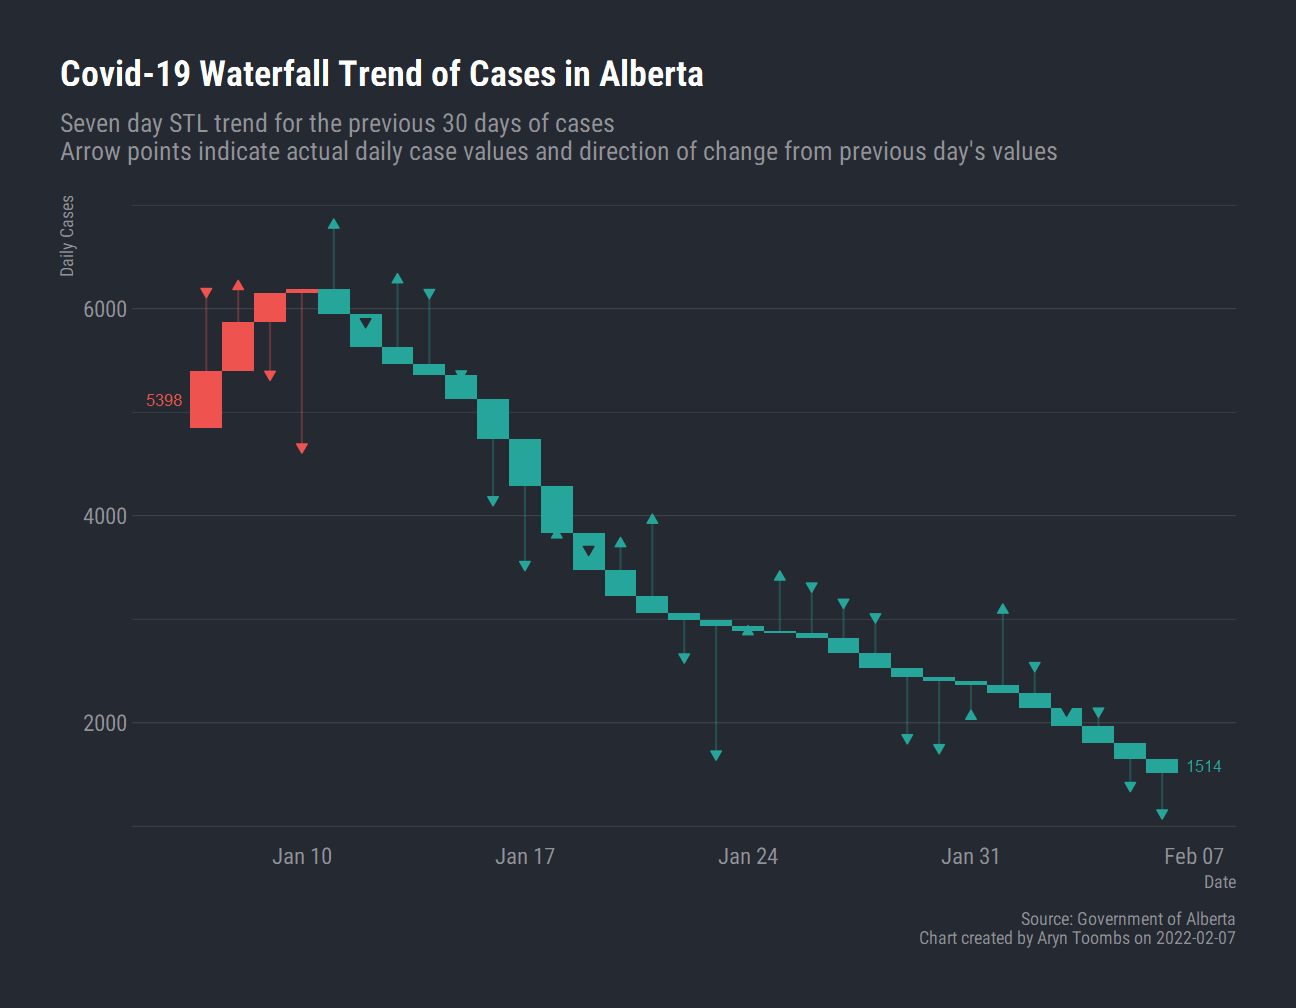 Covid-19 Waterfall Trend of Cases in Alberta
Seven day STL trend for the previous 30 days of cases
Arrow points indicate actual daily case values and direction of change from previous day's values
Daily Cases
6000
5398
4000
2000
1514
Jan 10
Jan 17
Jan 24
Jan 31
Feb 07
Date
Source: Government of Alberta
Chart created by Aryn Toombs on 2022-02-07